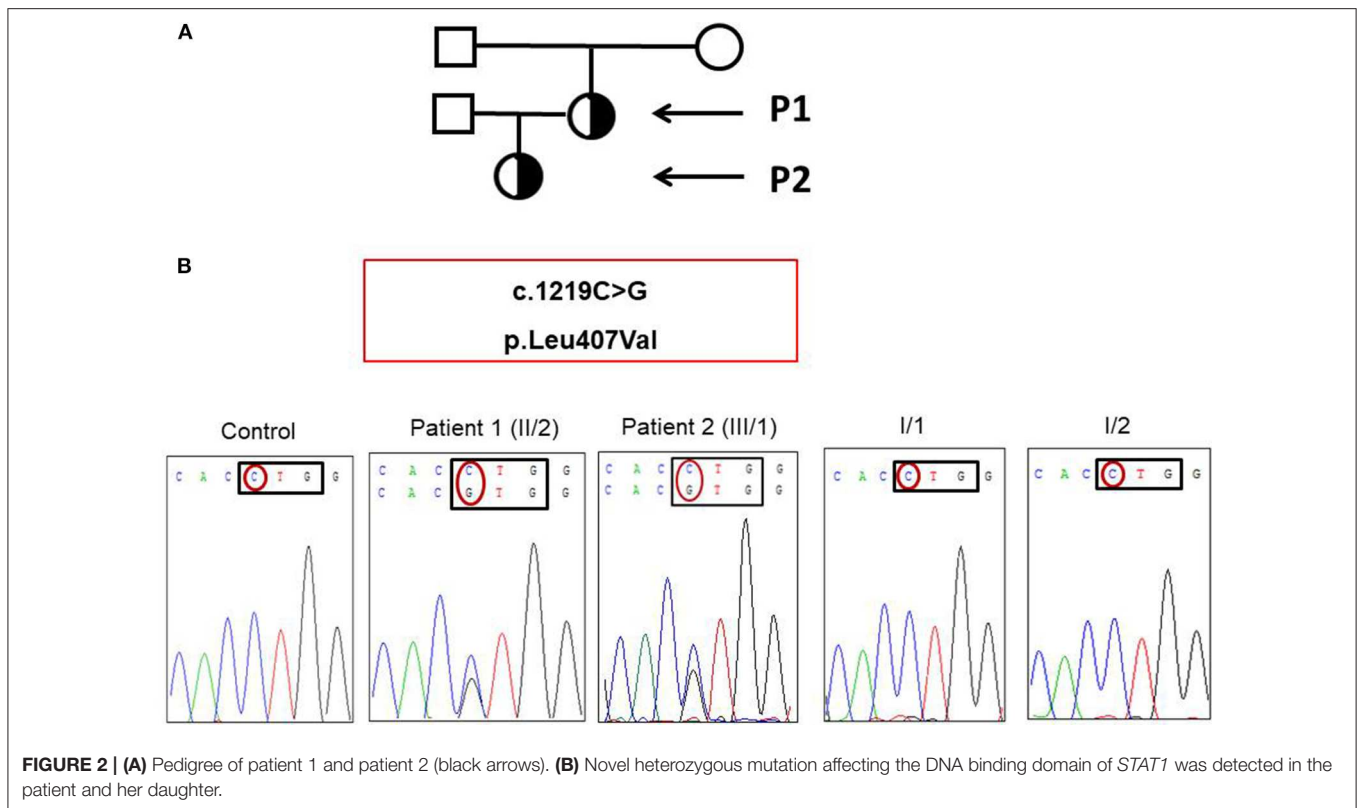 A
P1
P2
B
c.1219C>G
p.Leu407Val
Control
Patient 1 (II/2)
Patient 2 (III/1)
I/1
I/2
C A C C T G G
C A C C T G G
C A C G T G G
C A C C T G G
C A C G T G G
C A C C T G G
C A C C T G G
FIGURE 2 | (A) Pedigree of patient 1 and patient 2 (black arrows). (B) Novel heterozygous mutation affecting the DNA binding domain of STAT1 was detected in the
patient and her daughter.